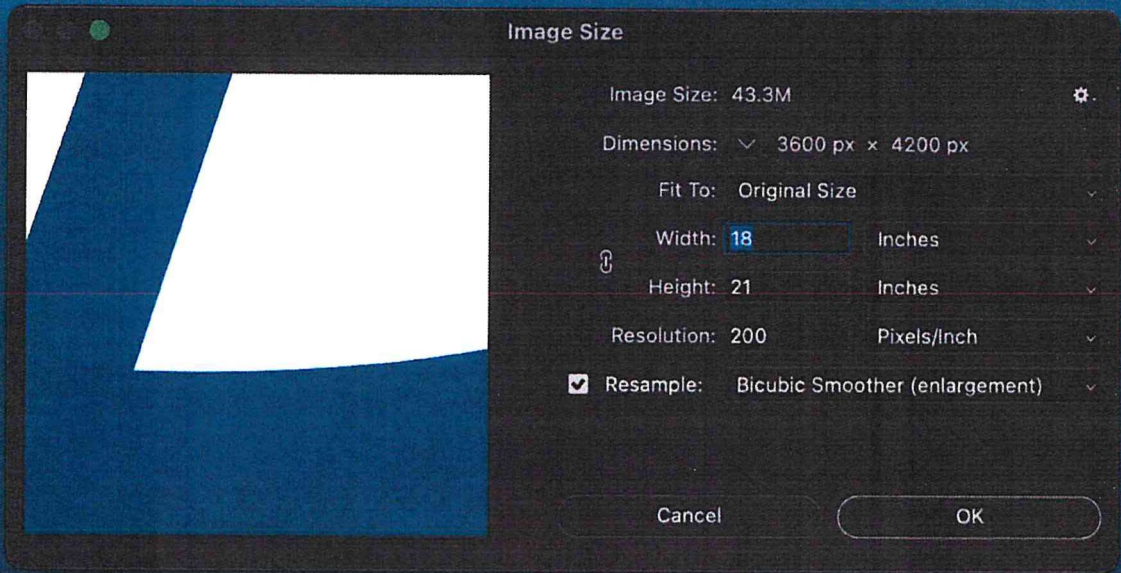 Image Size
Image Size: 43.3M
Dimensions: 3600 px × 4200 px
Fit To: Original Size
Width: 18 Inches
Height: 21 Inches
Resolution: 200 Pixels/Inch
Resample: Bicubic Smoother (enlargement)
Cancel OK